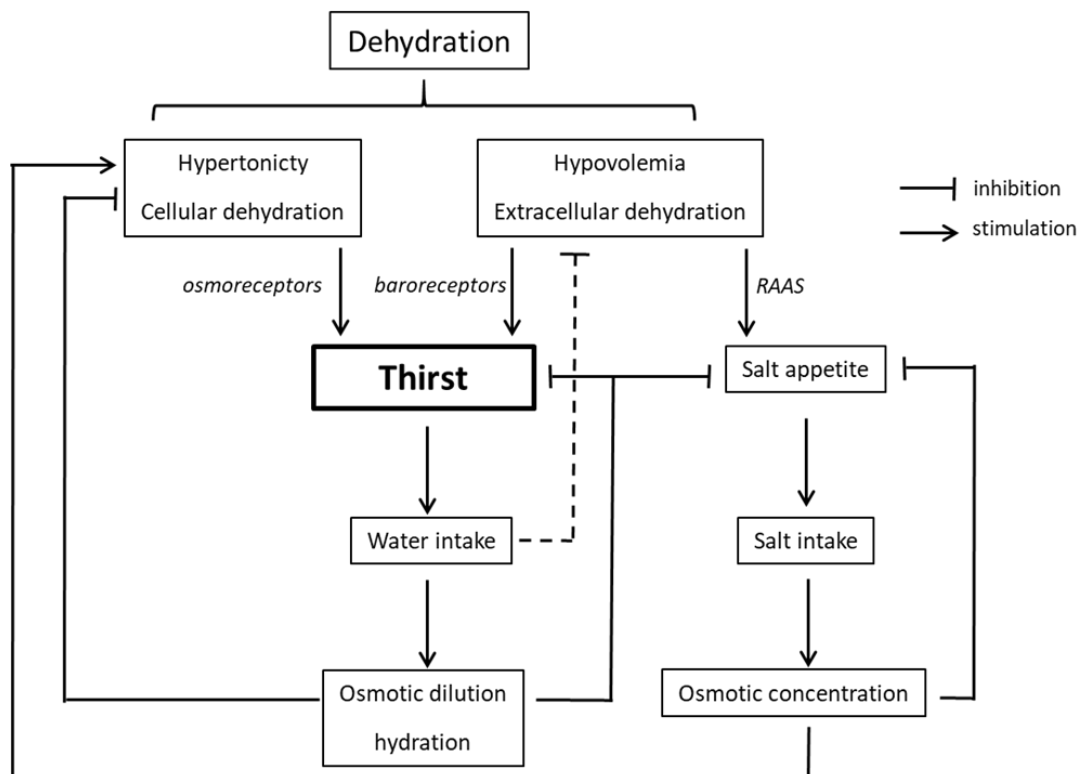 Dehydration
Hypertonicty
Cellular dehydration
Hypovolemia
Extracellular dehydration
inhibition
stimulation
osmoreceptors
baroreceptors
RAAS
Thirst
Salt appetite
Water intake
Salt intake
Osmotic dilution
hydration
Osmotic concentration